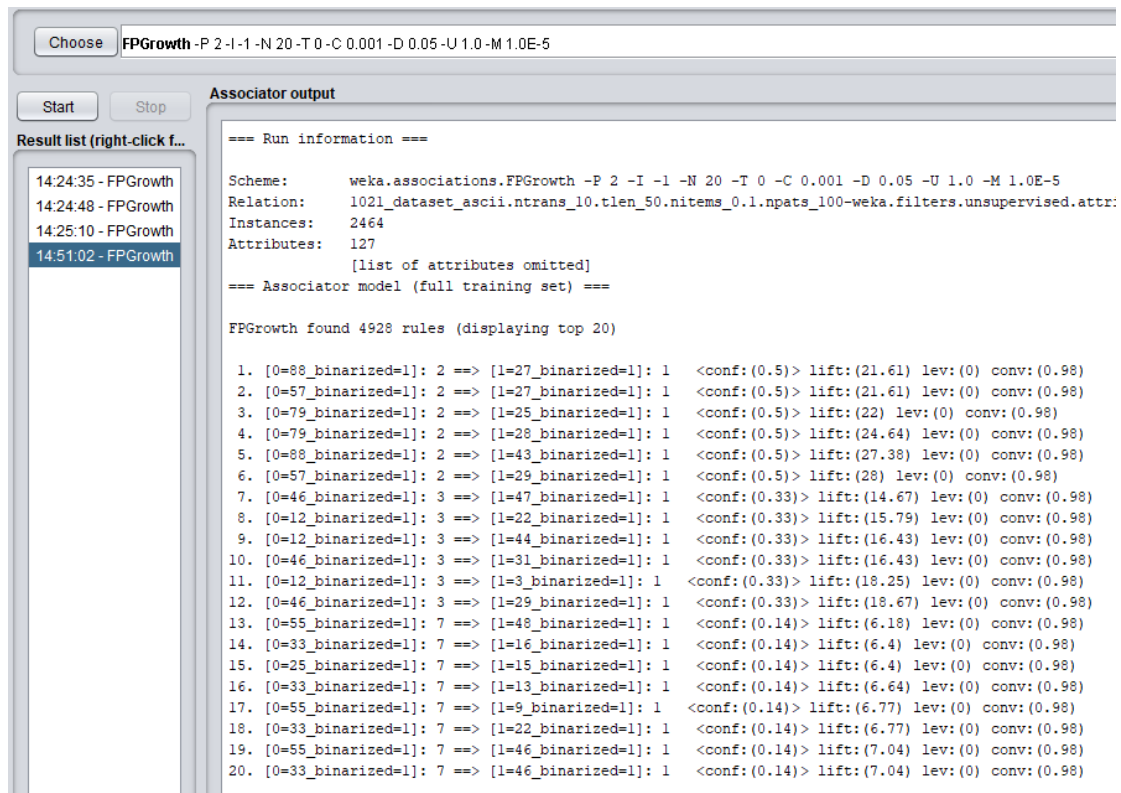 Choose FPGrowth -P 2 -I -1 -N 20 -T 0 -C 0.001 -D 0.05 -U 1.0 -M 1.0E-5
Start Stop
Result list (right-click f...
14:24:35 - FPGrowth
14:24:48 - FPGrowth
14:25:10 - FPGrowth
14:51:02 - FPGrowth
Associator output
=== Run information ===
Scheme: weka.associations.FPGrowth -P 2 -I -1 -N 20 -T 0 -C 0.001 -D 0.05 -U 1.0 -M 1.0E-5
Relation: 1021_dataset_ascii.ntrans_10.tlen_50.nitems_0.1.npats_100-weka.filters.unsupervised.attr:
Instances: 2464
Attributes: 127
[list of attributes omitted]
=== Associator model (full training set) ===
FPGrowth found 4928 rules (displaying top 20)
1. [0=88_binarized=1]: 2 ==> [1=27_binarized=1]: 1 <conf:(0.5)> lift:(21.61) lev:(0) conv:(0.98)
2. [0=57_binarized=1]: 2 ==> [1=27_binarized=1]: 1 <conf:(0.5)> lift:(21.61) lev:(0) conv:(0.98)
3. [0=79_binarized=1]: 2 ==> [1=25_binarized=1]: 1 <conf:(0.5)> lift:(22) lev:(0) conv:(0.98)
4. [0=79_binarized=1]: 2 ==> [1=28_binarized=1]: 1 <conf:(0.5)> lift:(24.64) lev:(0) conv:(0.98)
5. [0=88_binarized=1]: 2 ==> [1=43_binarized=1]: 1 <conf:(0.5)> lift:(27.38) lev:(0) conv:(0.98)
6. [0=57_binarized=1]: 2 ==> [1=29_binarized=1]: 1 <conf:(0.5)> lift:(28) lev:(0) conv:(0.98)
7. [0=46_binarized=1]: 3 ==> [1=47_binarized=1]: 1 <conf:(0.33)> lift:(14.67) lev:(0) conv:(0.98)
8. [0=12_binarized=1]: 3 ==> [1=22_binarized=1]: 1 <conf:(0.33)> lift:(15.79) lev:(0) conv:(0.98)
9. [0=12_binarized=1]: 3 ==> [1=44_binarized=1]: 1 <conf:(0.33)> lift:(16.43) lev:(0) conv:(0.98)
10. [0=46_binarized=1]: 3 ==> [1=31_binarized=1]: 1 <conf:(0.33)> lift:(16.43) lev:(0) conv:(0.98)
11. [0=12_binarized=1]: 3 ==> [1=3_binarized=1]: 1 <conf:(0.33)> lift:(18.25) lev:(0) conv:(0.98)
12. [0=46_binarized=1]: 3 ==> [1=29_binarized=1]: 1 <conf:(0.33)> lift:(18.67) lev:(0) conv:(0.98)
13. [0=55_binarized=1]: 7 ==> [1=48_binarized=1]: 1 <conf:(0.14)> lift:(6.18) lev:(0) conv:(0.98)
14. [0=33_binarized=1]: 7 ==> [1=16_binarized=1]: 1 <conf:(0.14)> lift:(6.4) lev:(0) conv:(0.98)
15. [0=25_binarized=1]: 7 ==> [1=15_binarized=1]: 1 <conf:(0.14)> lift:(6.4) lev:(0) conv:(0.98)
16. [0=33_binarized=1]: 7 ==> [1=13_binarized=1]: 1 <conf:(0.14)> lift:(6.64) lev:(0) conv:(0.98)
17. [0=55_binarized=1]: 7 ==> [1=9_binarized=1]: 1 <conf:(0.14)> lift:(6.77) lev:(0) conv:(0.98)
18. [0=33_binarized=1]: 7 ==> [1=22_binarized=1]: 1 <conf:(0.14)> lift:(6.77) lev:(0) conv:(0.98)
19. [0=55_binarized=1]: 7 ==> [1=46_binarized=1]: 1 <conf:(0.14)> lift:(7.04) lev:(0) conv:(0.98)
20. [0=33_binarized=1]: 7 ==> [1=46_binarized=1]: 1 <conf:(0.14)> lift:(7.04) lev:(0) conv:(0.98)